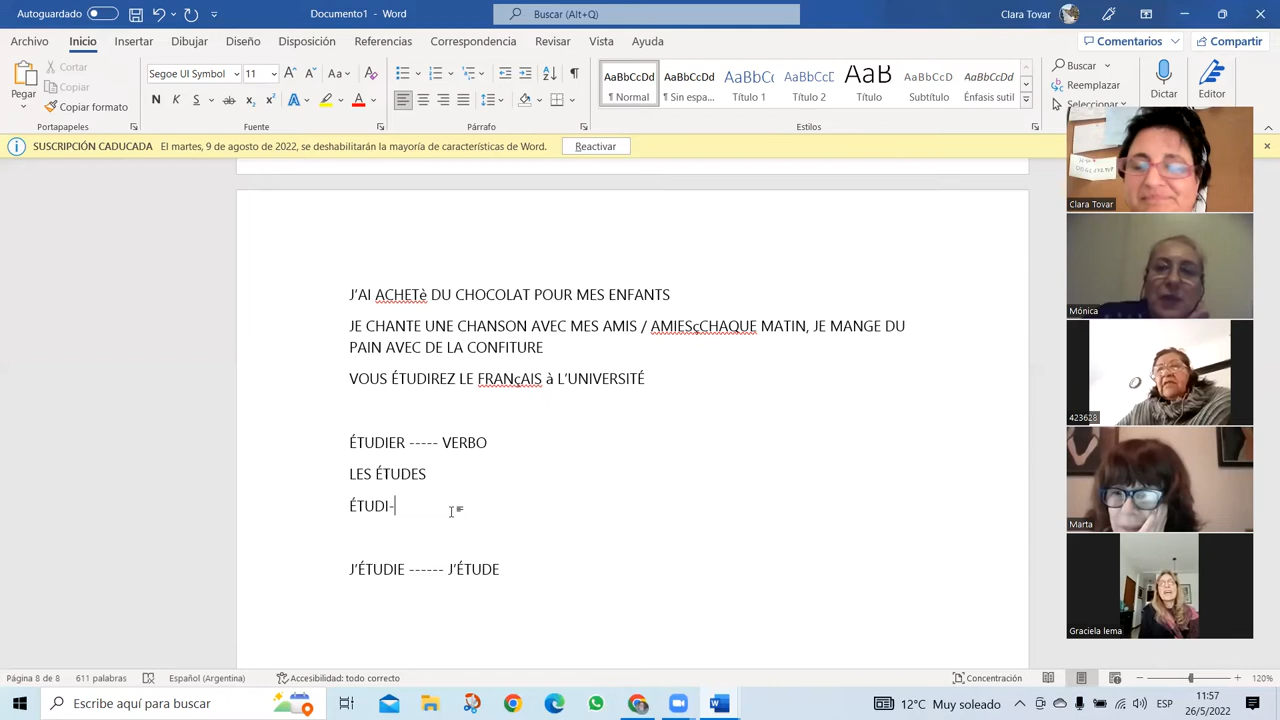 Autoguardado
Documento1 - Word
Buscar (Alt+Q)
Clara Tovar
Archivo Inicio Insertar Dibujar Diseño Disposición Referencias Correspondencia Revisar Vista Ayuda
Comentarios Compartir
Pegar
Cortar
Copiar
Copiar formato
Segoe UI Symbol 11
Aa
N K S ab x₂ x² A A
AaBbCcDd AaBbCcDd AaBbCc AaBbCcD AaB AaBbCcDd AaBbCcDd
¶ Normal ¶ Sin espa... Título 1 Título 2 Título Subtítulo Énfasis sutil
Buscar
Reemplazar
Seleccionar
Dictar
Editor
Portapapeles Fuente Párrafo Estilos
SUSCRIPCIÓN CADUCADA El martes, 9 de agosto de 2022, se deshabilitarán la mayoría de características de Word. Reactivar
J'AI ACHETè DU CHOCOLAT POUR MES ENFANTS
JE CHANTE UNE CHANSON AVEC MES AMIS / AMIESçCHAQUE MATIN, JE MANGE DU
PAIN AVEC DE LA CONFITURE
VOUS ÉTUDIREZ LE FRANçAIS à L'UNIVERSITÉ
ÉTUDIER ----- VERBO
LES ÉTUDES
ÉTUDI-
J'ÉTUDIE ------ J'ÉTUDE
Clara Tovar
Mónica
423628
Marta
Graciela lema
Página 8 de 8 611 palabras Español (Argentina) Accesibilidad: todo correcto Concentración 120%
Escribe aquí para buscar
12°C Muy soleado
ESP
11:57
26/5/2022